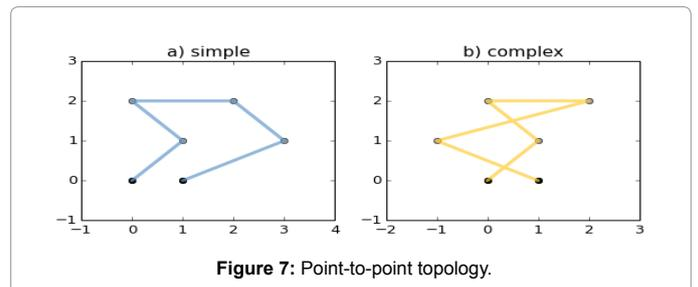 a) simple
b) complex
3
2
1
0
−1
−1 0 1 2 3 4
3
2
1
0
−1
−2 −1 0 1 2 3
Figure 7: Point-to-point topology.